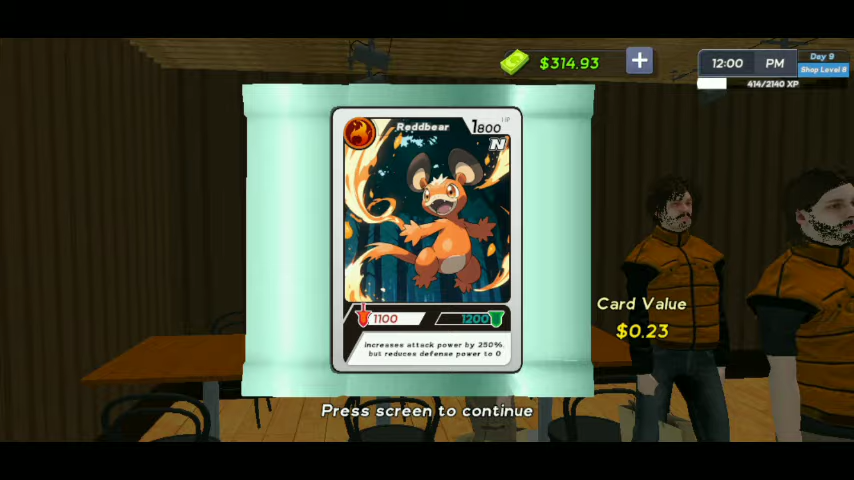 $314.93
+
12:00 PM
Day 9
Shop Level 8
414/2140 XP
Reddbear
HP
1800
N
1100
1200
Increases attack power by 250%,
but reduces defense power to 0
Card Value
$0.23
Press screen to continue